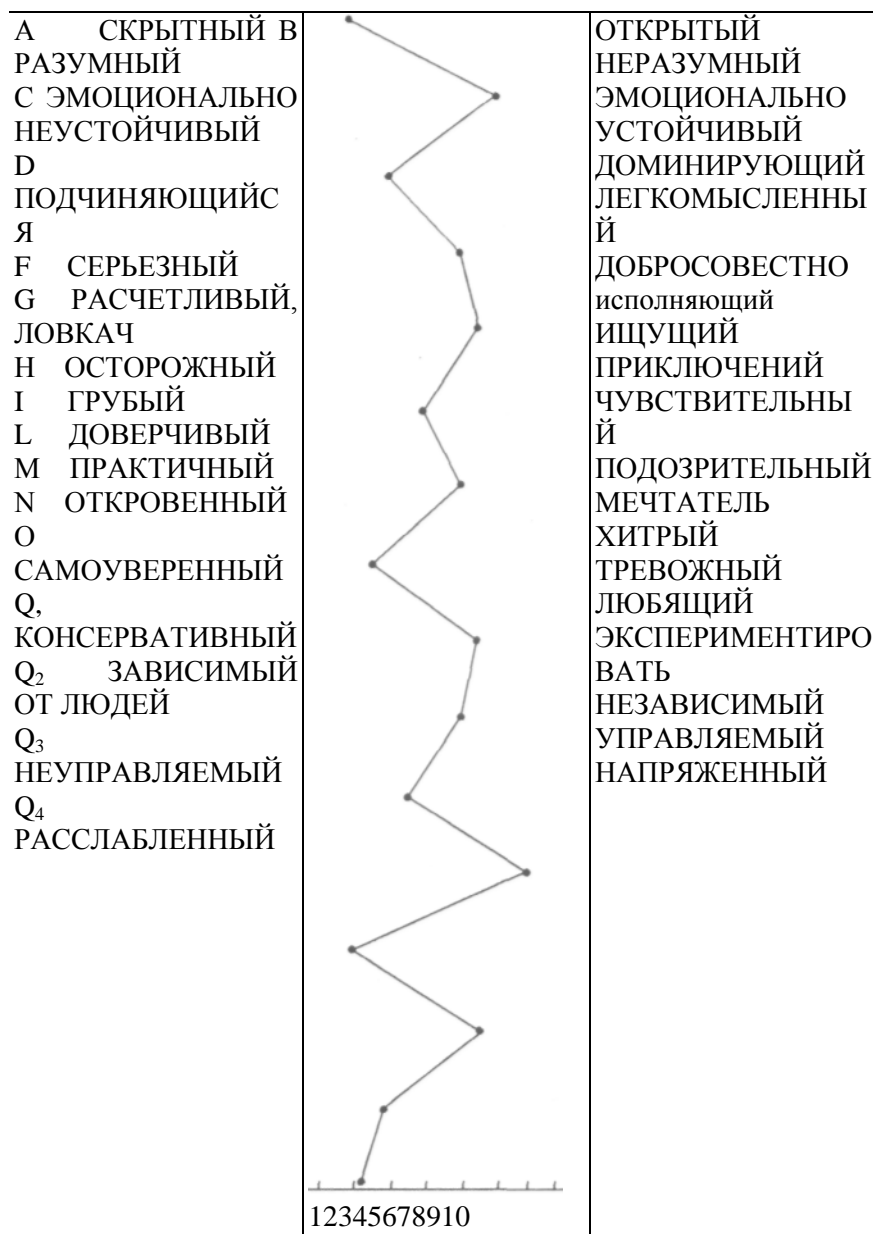 А СКРЫТНЫЙ В
РАЗУМНЫЙ
С ЭМОЦИОНАЛЬНО
НЕУСТОЙЧИВЫЙ
D
ПОДЧИНЯЮЩИЙС
Я
F СЕРЬЕЗНЫЙ
G РАСЧЕТЛИВЫЙ,
ЛОВКАЧ
H ОСТОРОЖНЫЙ
I ГРУБЫЙ
L ДОВЕРЧИВЫЙ
M ПРАКТИЧНЫЙ
N ОТКРОВЕННЫЙ
O
САМОУВЕРЕННЫЙ
Q,
КОНСЕРВАТИВНЫЙ
Q₂ ЗАВИСИМЫЙ
ОТ ЛЮДЕЙ
Q₃
НЕУПРАВЛЯЕМЫЙ
Q₄
РАССЛАБЛЕННЫЙ
12345678910
ОТКРЫТЫЙ
НЕРАЗУМНЫЙ
ЭМОЦИОНАЛЬНО
УСТОЙЧИВЫЙ
ДОМИНИРУЮЩИЙ
ЛЕГКОМЫСЛЕННЫ
Й
ДОБРОСОВЕСТНО
исполняющий
ИЩУЩИЙ
ПРИКЛЮЧЕНИЙ
ЧУВСТВИТЕЛЬНЫ
Й
ПОДОЗРИТЕЛЬНЫЙ
МЕЧТАТЕЛЬ
ХИТРЫЙ
ТРЕВОЖНЫЙ
ЛЮБЯЩИЙ
ЭКСПЕРИМЕНТИРО
ВАТЬ
НЕЗАВИСИМЫЙ
УПРАВЛЯЕМЫЙ
НАПРЯЖЕННЫЙ